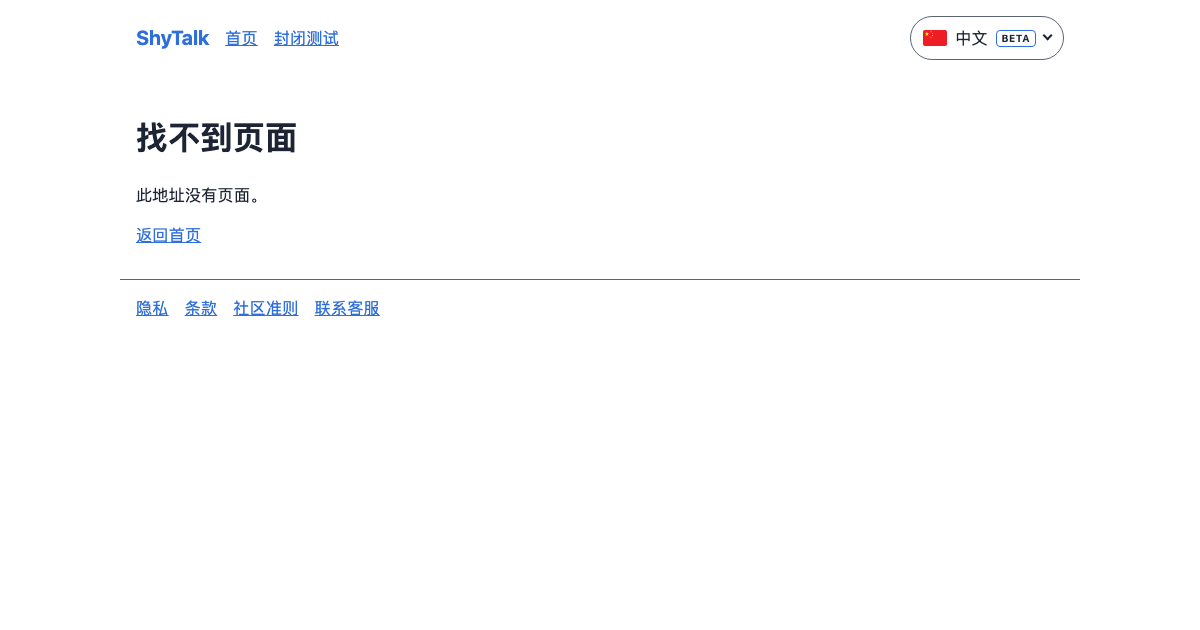 ShyTalk 首页 封闭测试 中文 BETA
找不到页面
此地址没有页面。
返回首页
隐私 条款 社区准则 联系客服